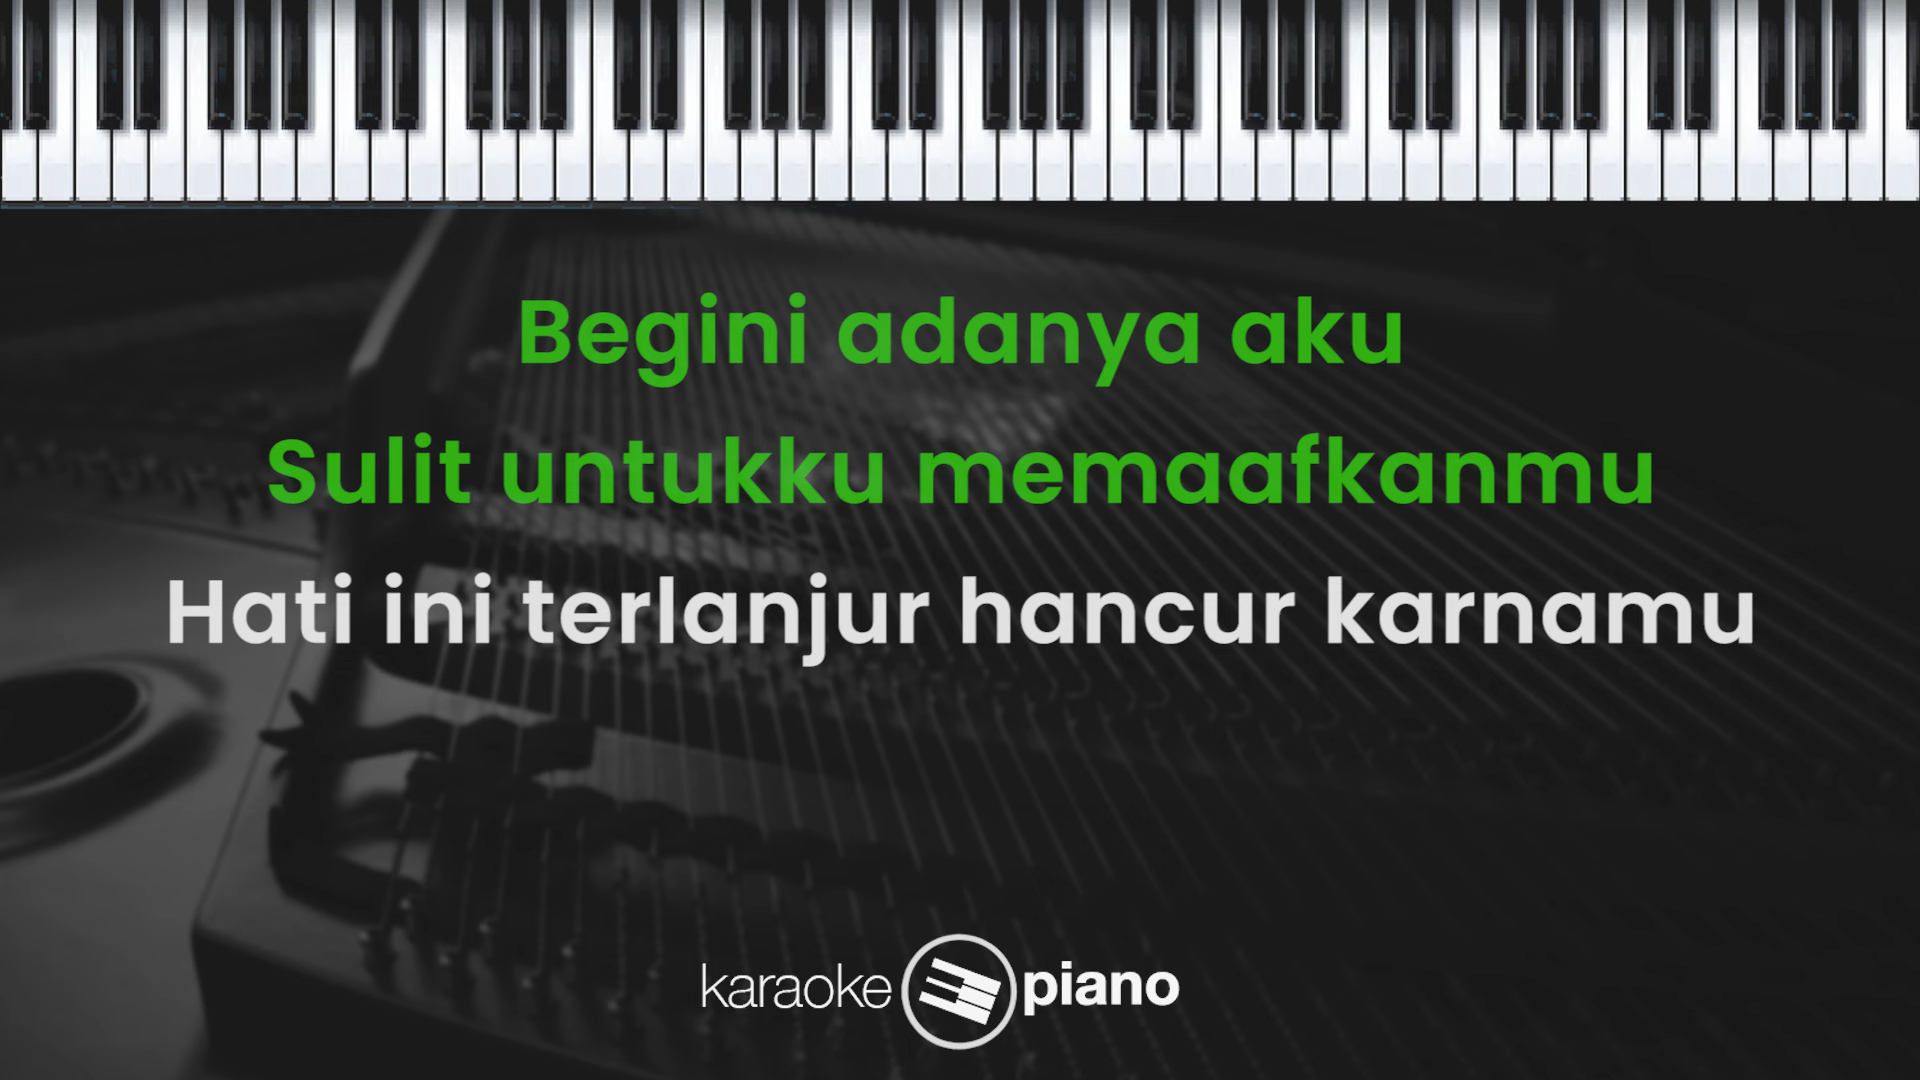 Begini adanya aku
Sulit untukku memaafkanmu
Hati ini terlanjur hancur karnamu
karaoke piano